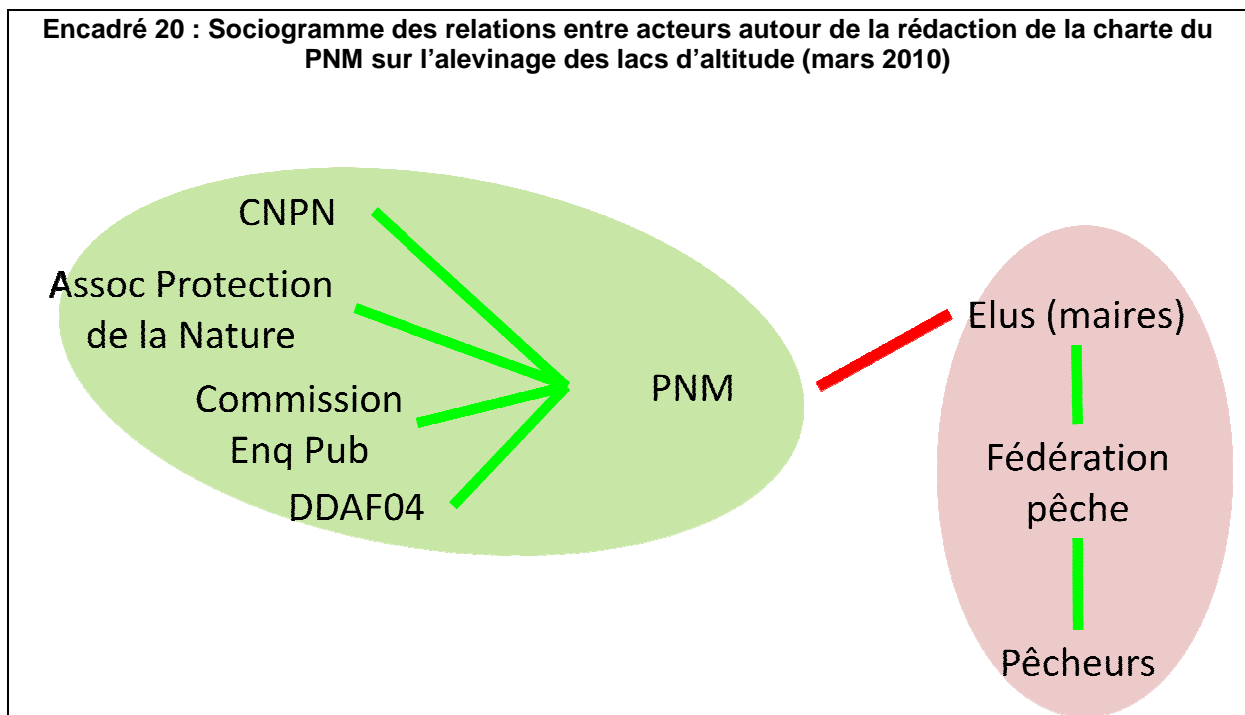 Encadré 20 : Sociogramme des relations entre acteurs autour de la rédaction de la charte du
PNM sur l'alevinage des lacs d'altitude (mars 2010)
CNPN
Assoc Protection
de la Nature
Commission
Enq Pub
DDAF04
PNM
Elus (maires)
Fédération
pêche
Pêcheurs